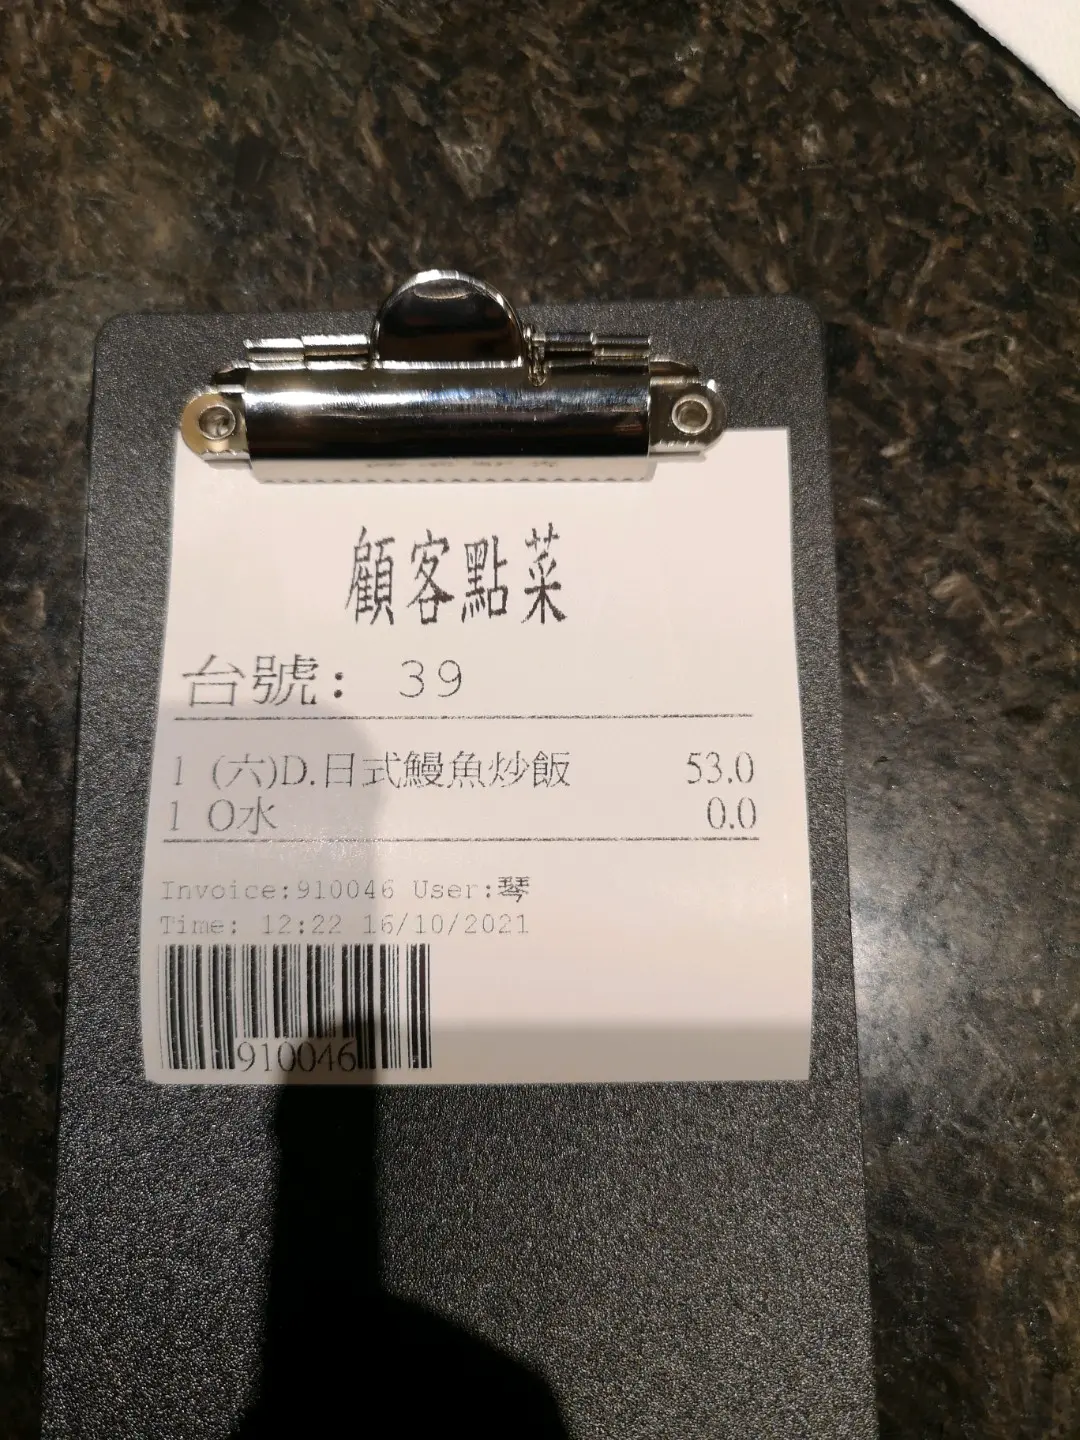 顧客點菜
台號: 39
1 (六)D.日式鰻魚炒飯 53.0
1 O水 0.0
Invoice:910046 User:琴
Time: 12:22 16/10/2021
910046